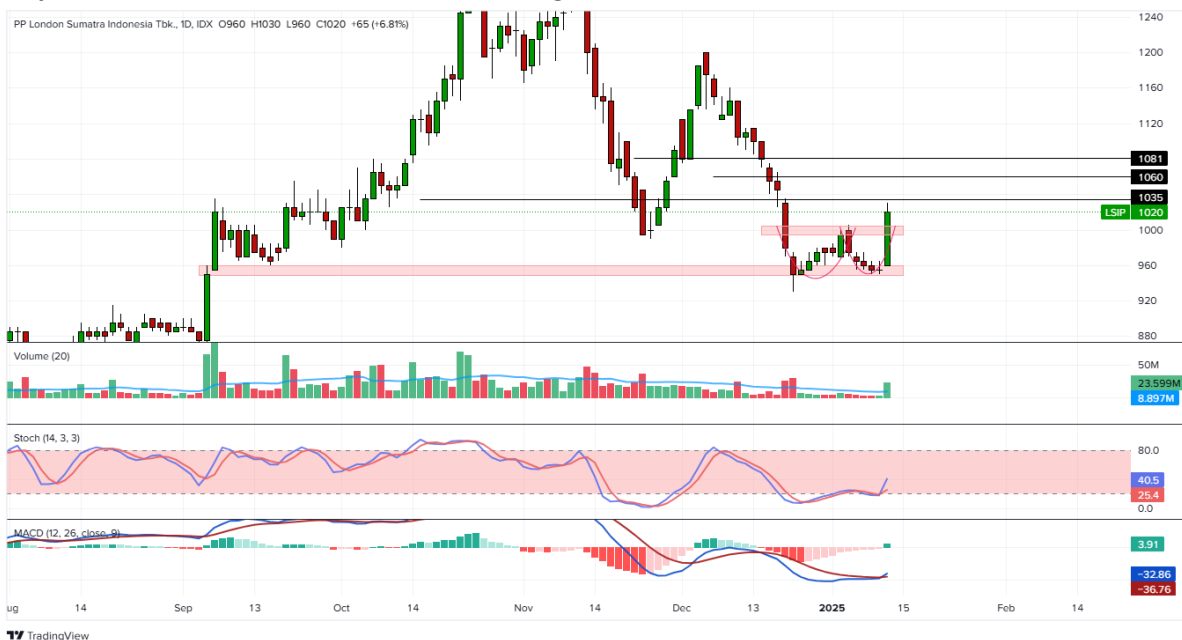 PP London Sumatra Indonesia Tbk., 1D, IDX O960 H1030 L960 C1020 +65 (+6.81%)
1240
1200
1160
1120
1081
1060
1035
LSIP 1020
1000
960
920
880
Volume (20)
50M
23.599M
8.897M
Stoch (14, 3, 3)
80.0
40.5
25.4
0.0
MACD (12, 26, close, 9)
3.91
−32.86
−36.76
ug 14 Sep 13 Oct 14 Nov 14 Dec 13 2025 15 Feb 14
TradingView